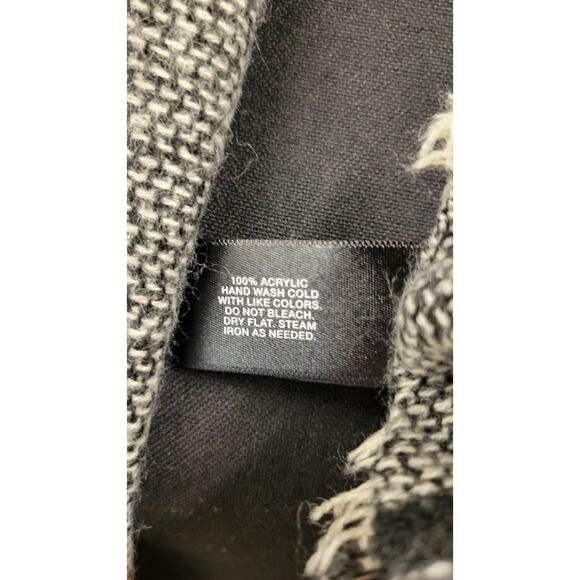 100% ACRYLIC
HAND WASH COLD
WITH LIKE COLORS.
DO NOT BLEACH.
DRY FLAT. STEAM
IRON AS NEEDED.